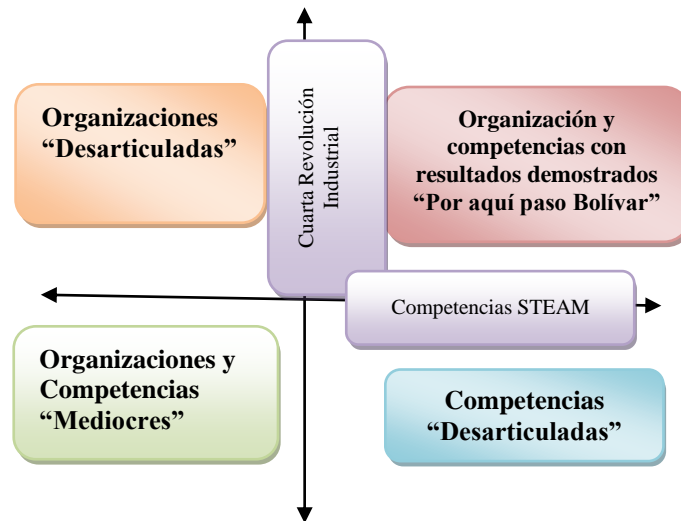 Organizaciones
“Desarticuladas”
Cuarta Revolución
Industrial
Organización y
competencias con
resultados demostrados
“Por aquí paso Bolívar”
Competencias STEAM
Organizaciones y
Competencias
“Mediocres”
Competencias
“Desarticuladas”